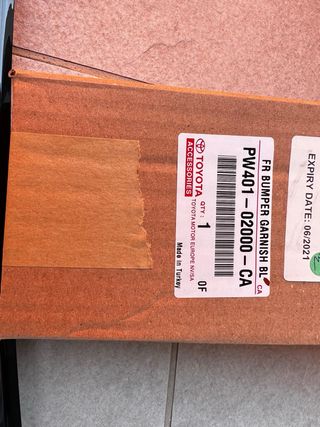 FR BUMPER GARNISH BL
CA
PW401-02000-CA
TOYOTA
ACCESSORIES
QTY :
1
0F
TOYOTA MOTOR EUROPE NV/SA
Made in Turkey
EXPIRY DATE: 06/2021